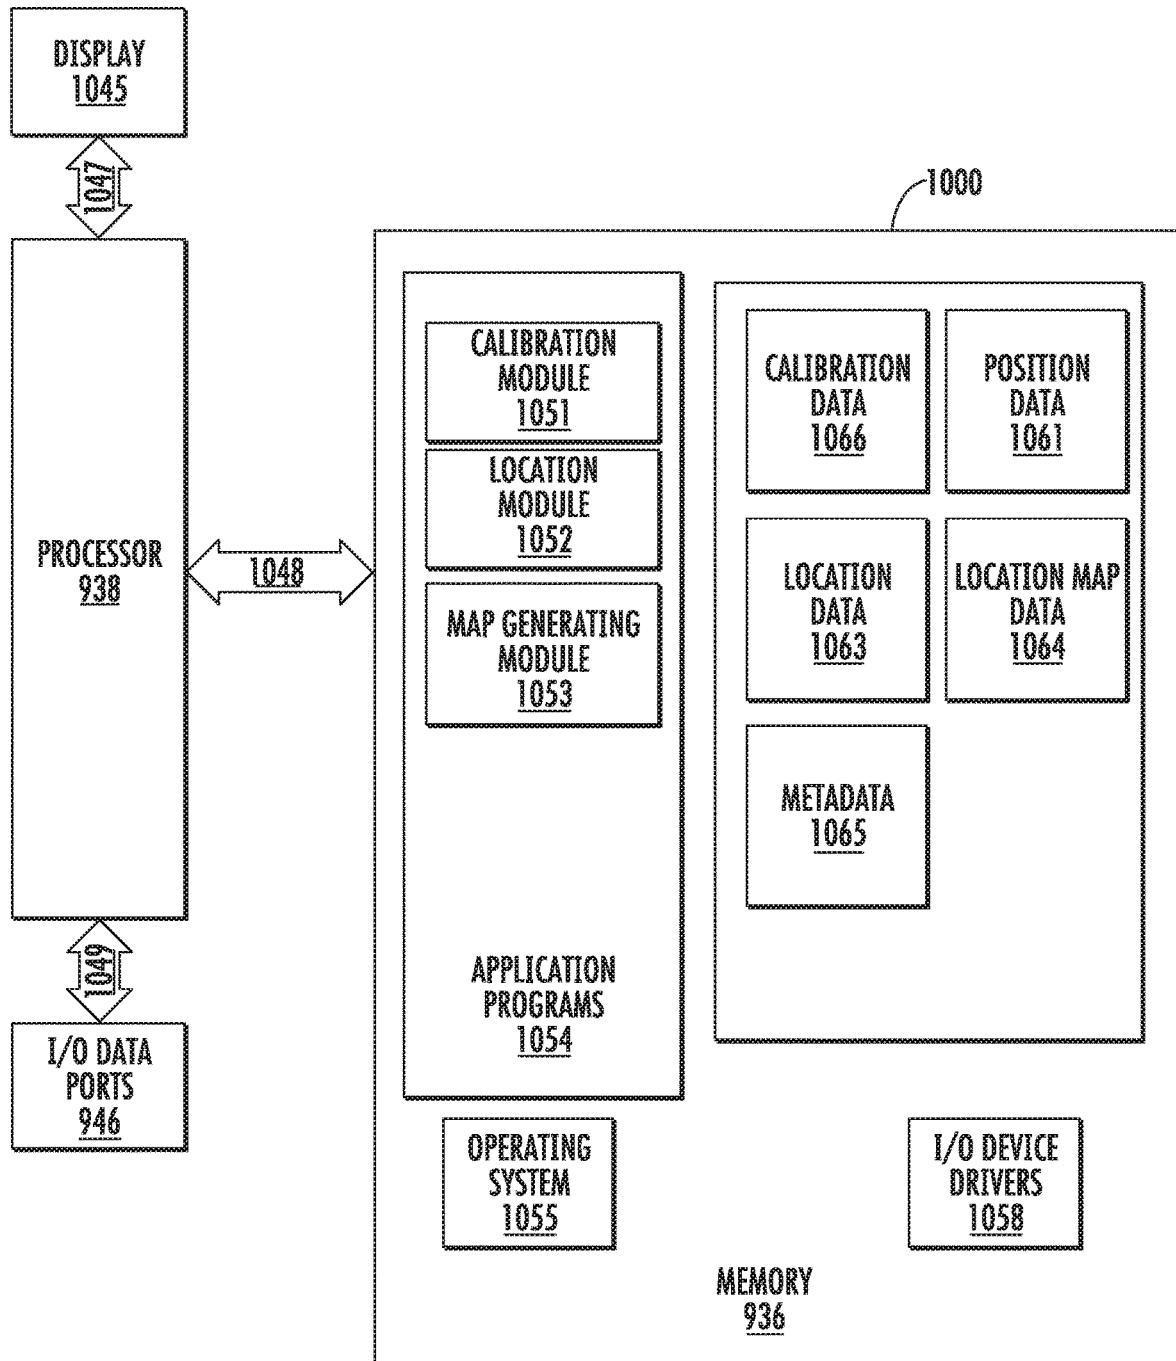 DISPLAY
1045
1047
1000
PROCESSOR
938
1048
1049
I/O DATA
PORTS
946
CALIBRATION
MODULE
1051
LOCATION
MODULE
1052
MAP GENERATING
MODULE
1053
APPLICATION
PROGRAMS
1054
CALIBRATION
DATA
1066
POSITION
DATA
1061
LOCATION
DATA
1063
LOCATION MAP
DATA
1064
METADATA
1065
OPERATING
SYSTEM
1055
I/O DEVICE
DRIVERS
1058
MEMORY
936